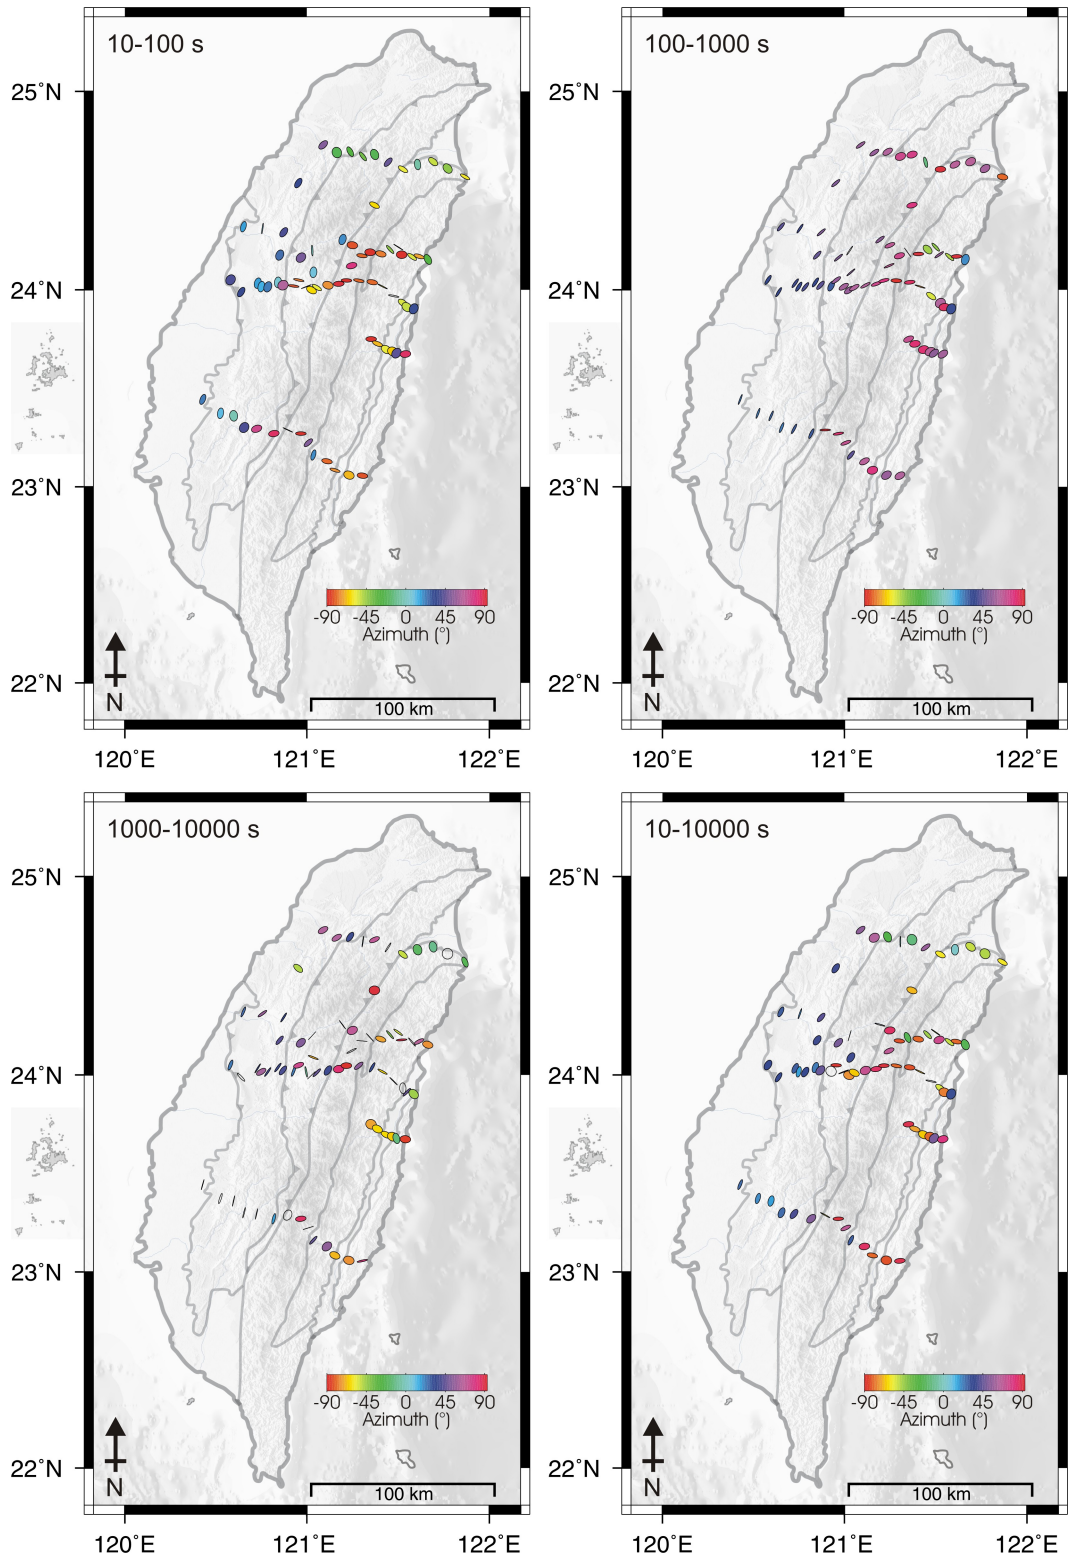 10-100 s
25°N
24°N
23°N
22°N
-90 -45 0 45 90
Azimuth (°)
N
100 km
120°E 121°E 122°E
100-1000 s
25°N
24°N
23°N
22°N
-90 -45 0 45 90
Azimuth (°)
N
100 km
120°E 121°E 122°E
1000-10000 s
25°N
24°N
23°N
22°N
-90 -45 0 45 90
Azimuth (°)
N
100 km
120°E 121°E 122°E
10-10000 s
25°N
24°N
23°N
22°N
-90 -45 0 45 90
Azimuth (°)
N
100 km
120°E 121°E 122°E